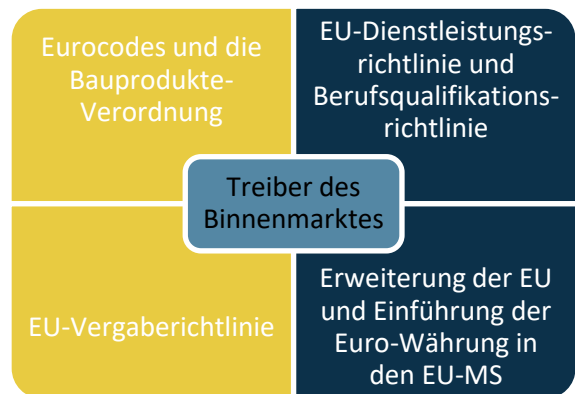 Eurocodes und die
Bauprodukte-
Verordnung
EU-Dienstleistungs-
richtlinie und
Berufsqualifikations-
richtlinie
Treiber des
Binnenmarktes
EU-Vergaberichtlinie
Erweiterung der EU
und Einführung der
Euro-Währung in
den EU-MS